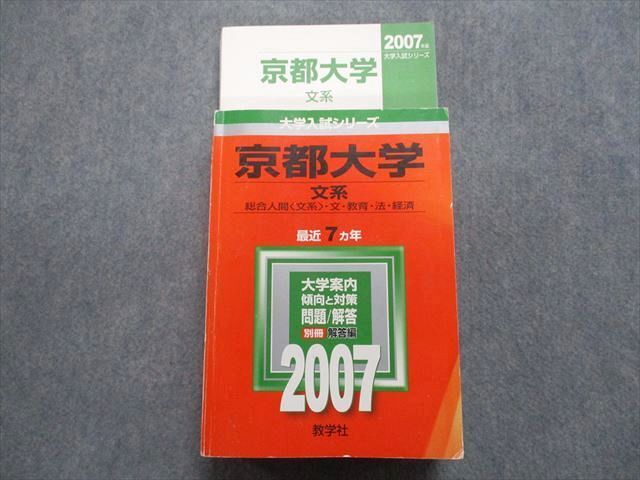 2007年版
大学入試シリーズ
京都大学
文系
大学入試シリーズ
京都大学
文系
総合人間〈文系〉・文・教育・法・経済
最近7カ年
大学案内
傾向と対策
問題/解答
別冊 解答編
2007
教学社